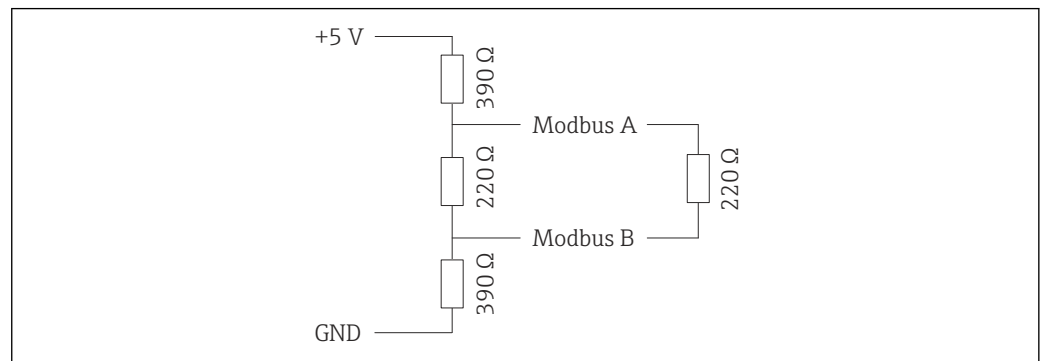 +5 V
390 Ω
Modbus A
220 Ω
220 Ω
Modbus B
390 Ω
GND